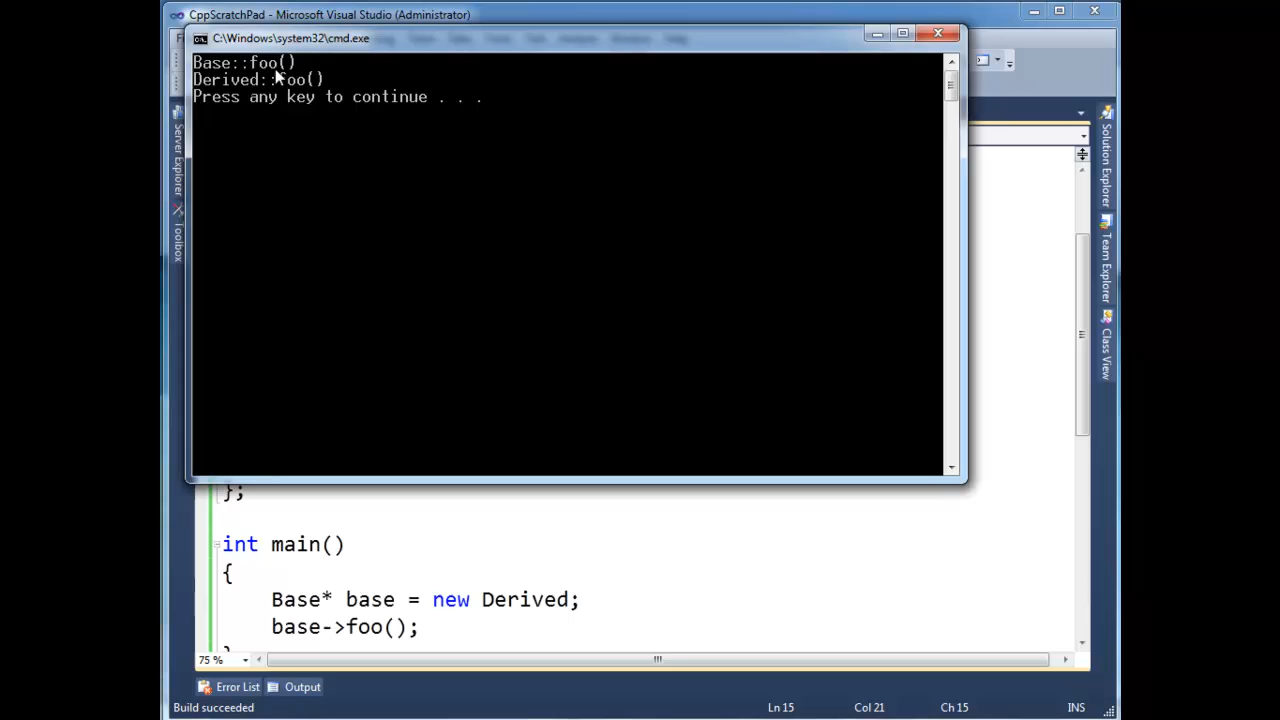 CppScratchPad - Microsoft Visual Studio (Administrator)
C:\Windows\system32\cmd.exe
Base::foo()
Derived::foo()
Press any key to continue . . .
Server Explorer
Toolbox
Solution Explorer
Team Explorer
Class View
};
int main()
{
Base* base = new Derived;
base->foo();
75 %
Error List
Output
Build succeeded
Ln 15
Col 21
Ch 15
INS